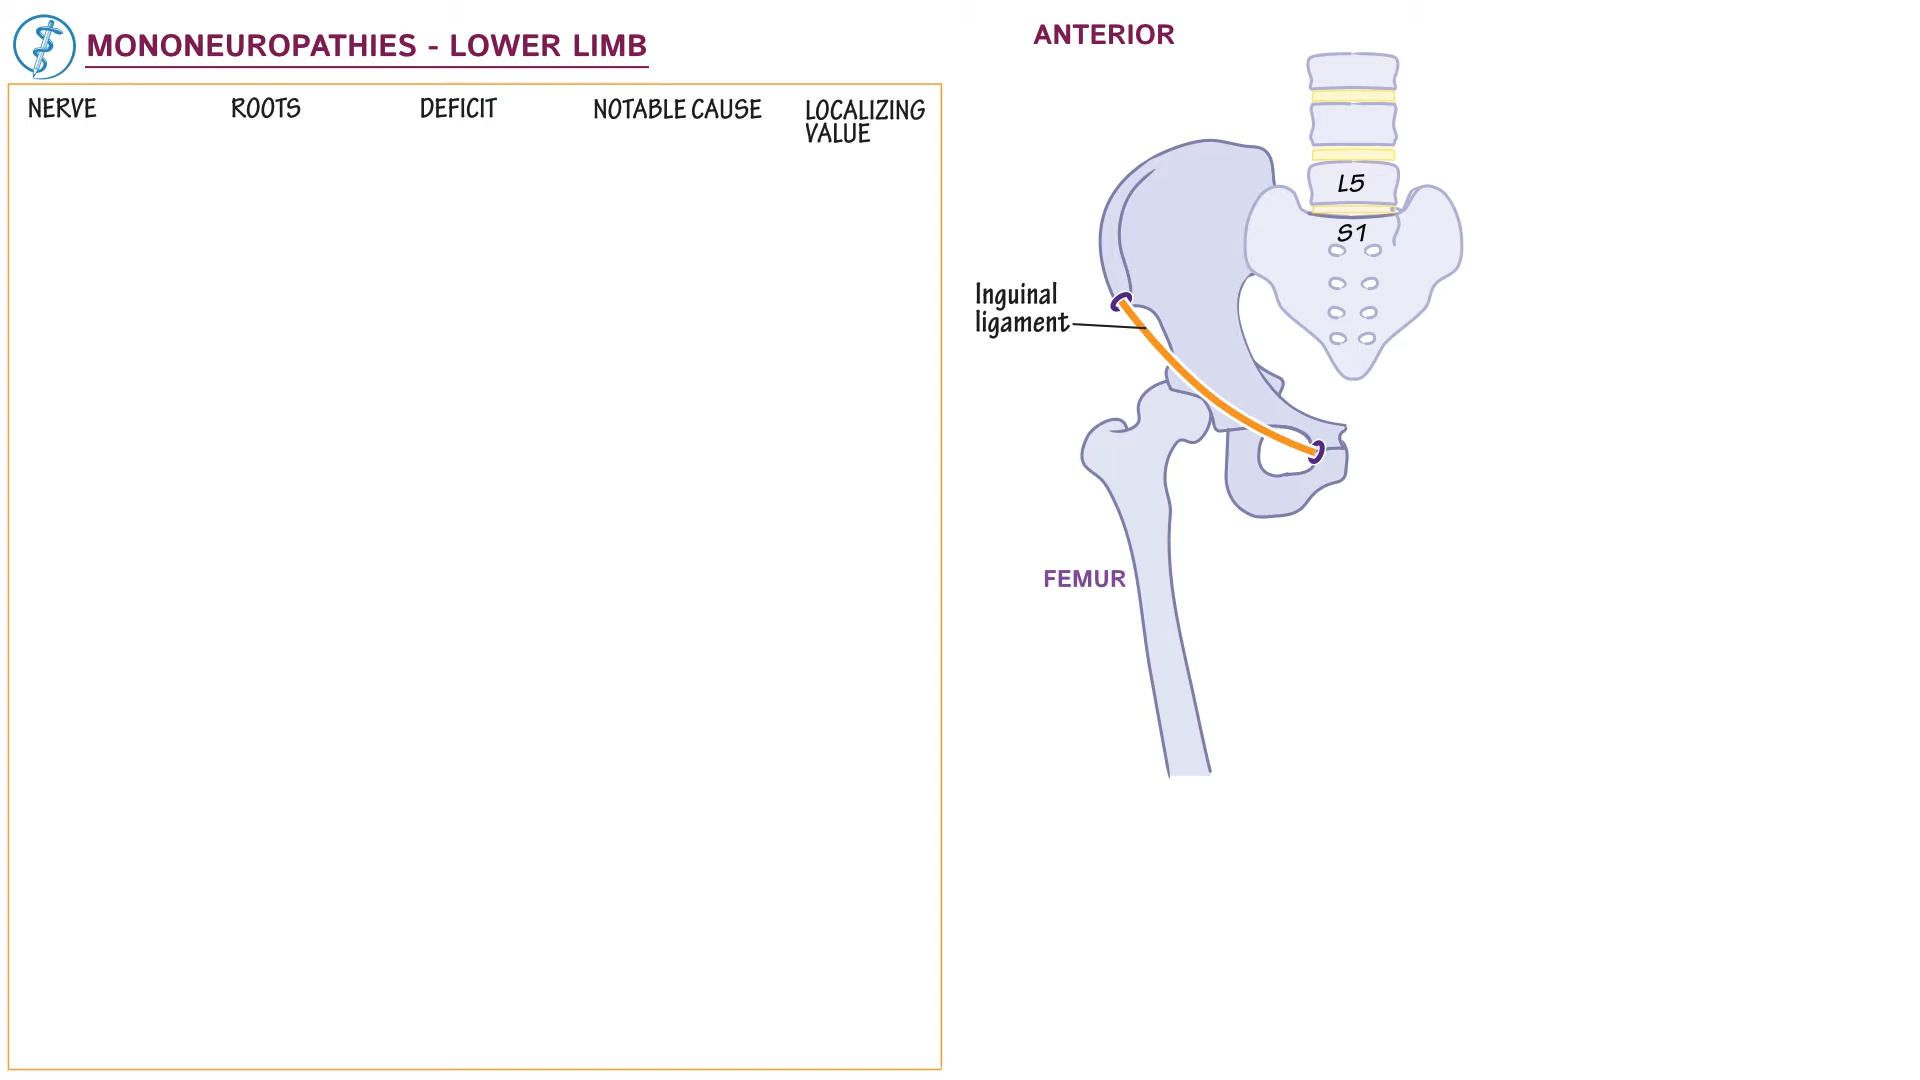 MONONEUROPATHIES - LOWER LIMB
NERVE
ROOTS
DEFICIT
NOTABLE CAUSE
LOCALIZING
VALUE
ANTERIOR
L5
S1
Inguinal
ligament
FEMUR